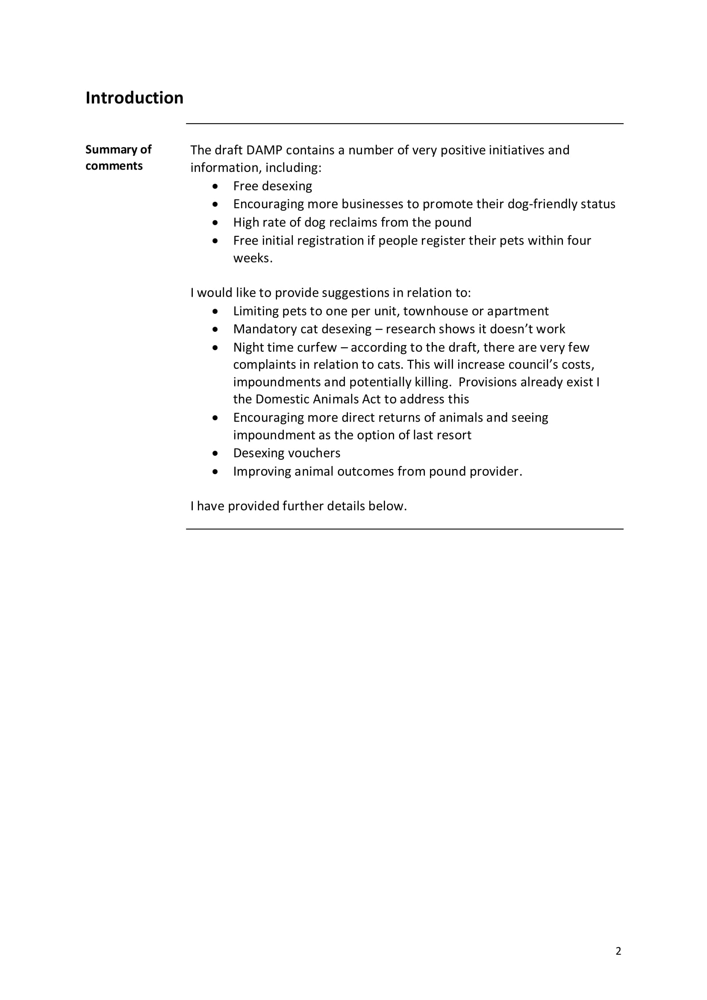 Introduction
Summary of
comments
The draft DAMP contains a number of very positive initiatives and
information, including:
• Free desexing
• Encouraging more businesses to promote their dog-friendly status
• High rate of dog reclaims from the pound
• Free initial registration if people register their pets within four
weeks.
I would like to provide suggestions in relation to:
• Limiting pets to one per unit, townhouse or apartment
• Mandatory cat desexing – research shows it doesn’t work
• Night time curfew – according to the draft, there are very few
complaints in relation to cats. This will increase council’s costs,
impoundments and potentially killing.  Provisions already exist I
the Domestic Animals Act to address this
• Encouraging more direct returns of animals and seeing
impoundment as the option of last resort
• Desexing vouchers
• Improving animal outcomes from pound provider.
I have provided further details below.
2